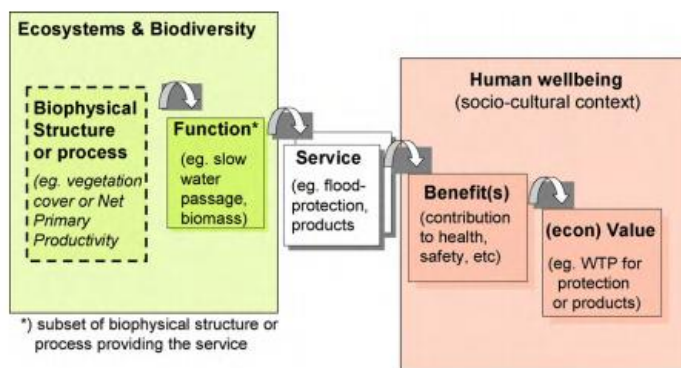 Ecosystems & Biodiversity
Biophysical
Structure
or process
(eg. vegetation
cover or Net
Primary
Productivity
Function*)
(eg. slow
water
passage,
biomass)
Service
(eg. flood-
protection,
products
Human wellbeing
(socio-cultural context)
Benefit(s)
(contribution
to health,
safety, etc)
(econ) Value
(eg. WTP for
protection
or products)
*) subset of biophysical structure or
process providing the service